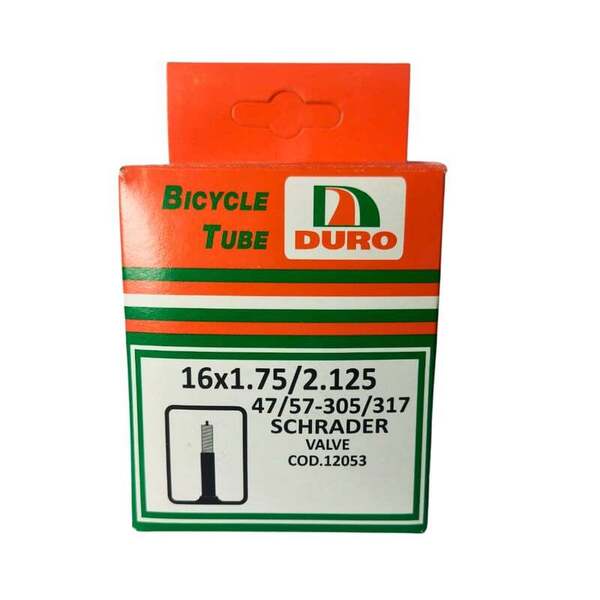 BICYCLE
TUBE
DURO
16x1.75/2.125
47/57-305/317
SCHRADER
VALVE
COD.12053